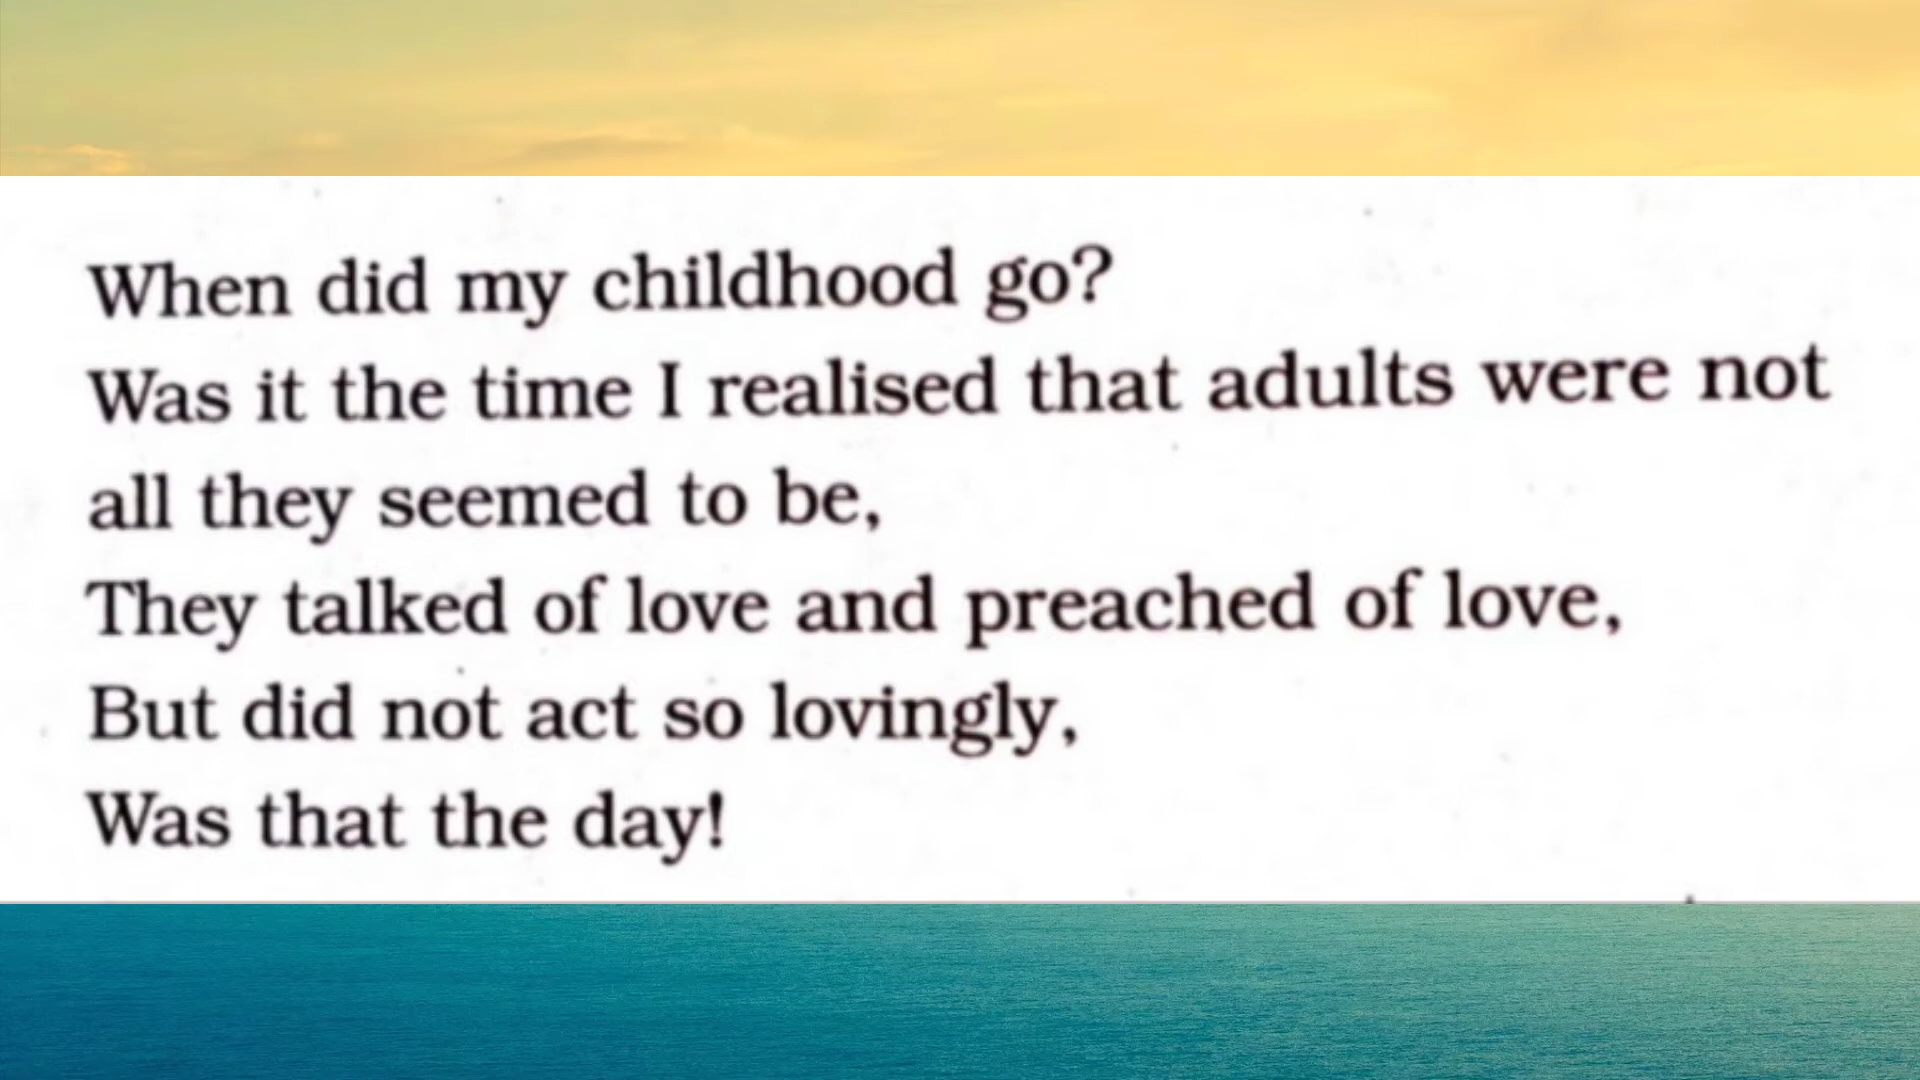 When did my childhood go?
Was it the time I realised that adults were not
all they seemed to be,
They talked of love and preached of love,
But did not act so lovingly,
Was that the day!